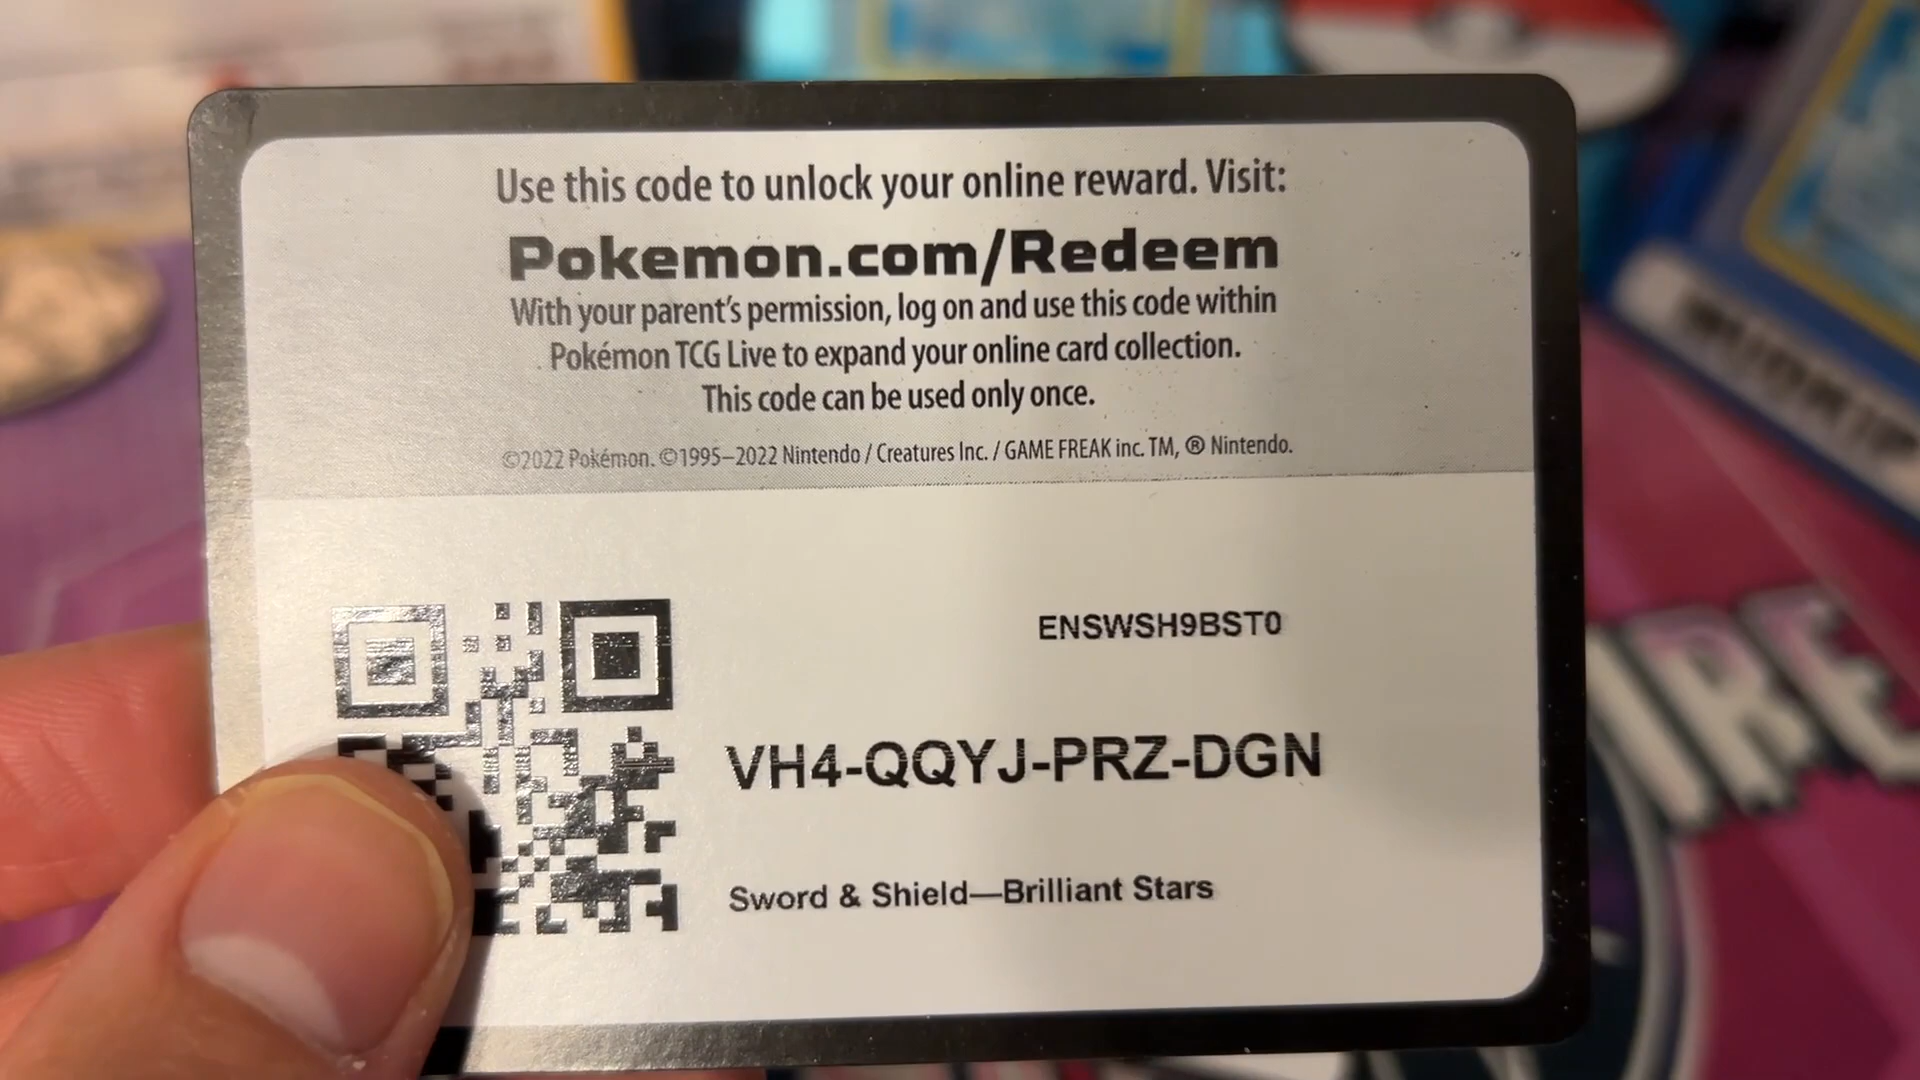 Use this code to unlock your online reward. Visit:
Pokemon.com/Redeem
With your parent's permission, log on and use this code within
Pokémon TCG Live to expand your online card collection.
This code can be used only once.
©2022 Pokémon. ©1995–2022 Nintendo / Creatures Inc. / GAME FREAK inc. TM, ® Nintendo.
ENSWSH9BST0
VH4-QQYJ-PRZ-DGN
Sword & Shield—Brilliant Stars